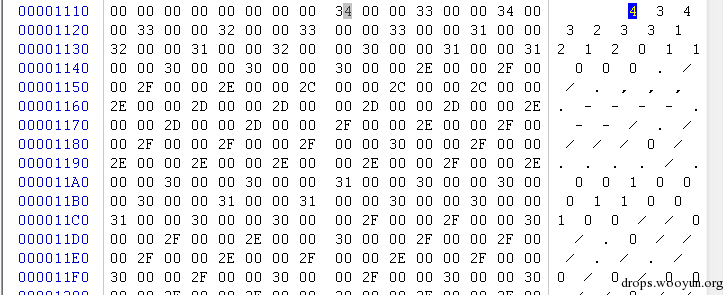 00001110 00 00 00 00 00 00 00 00 34 00 00 33 00 00 34 00 4 3 4
00001120 00 33 00 00 32 00 00 33 00 00 33 00 00 31 00 00 3 2 3 3 1
00001130 32 00 00 31 00 00 32 00 00 30 00 00 31 00 00 31 2 1 2 0 1 1
00001140 00 00 30 00 00 30 00 00 30 00 00 2E 00 00 2F 00 0 0 0 . /
00001150 00 2F 00 00 2E 00 00 2C 00 00 2C 00 00 2C 00 00 / . , , ,
00001160 2E 00 00 2D 00 00 2D 00 00 2D 00 00 2D 00 00 2E . - - - - .
00001170 00 00 2D 00 00 2D 00 00 2F 00 00 2E 00 00 2F 00 - - / . /
00001180 00 2F 00 00 2F 00 00 2F 00 00 30 00 00 2F 00 00 / / / 0 /
00001190 2E 00 00 2E 00 00 2E 00 00 2E 00 00 2F 00 00 2E . . . . / .
000011A0 00 00 30 00 00 30 00 00 31 00 00 30 00 00 30 00 0 0 1 0 0
000011B0 00 30 00 00 31 00 00 31 00 00 30 00 00 30 00 00 0 1 1 0 0
000011C0 31 00 00 30 00 00 30 00 00 2F 00 00 2F 00 00 30 1 0 0 / / 0
000011D0 00 00 2F 00 00 2E 00 00 30 00 00 2F 00 00 2F 00 / . 0 / /
000011E0 00 2F 00 00 2E 00 00 2F 00 00 2E 00 00 2F 00 00 / . / . /
000011F0 30 00 00 2F 00 00 30 00 00 2F 00 00 30 00 00 30 0 / 0 / 0 0
drops.wooyun.org